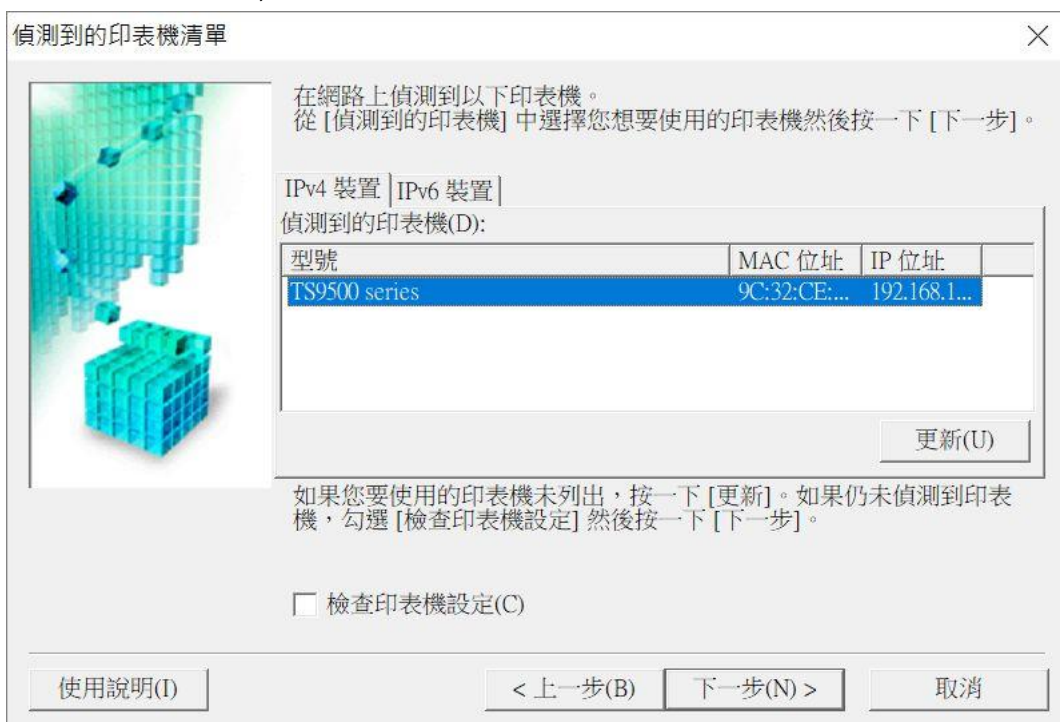 偵測到的印表機清單
在網路上偵測到以下印表機。
從 [偵測到的印表機] 中選擇您想要使用的印表機然後按一下 [下一步]。
IPv4 裝置 IPv6 裝置
偵測到的印表機(D):
型號 MAC 位址 IP 位址
TS9500 series 9C:32:CE:... 192.168.1...
更新(U)
如果您要使用的印表機未列出，按一下 [更新]。如果仍未偵測到印表
機，勾選 [檢查印表機設定] 然後按一下 [下一步]。
檢查印表機設定(C)
使用說明(I) < 上一步(B) 下一步(N) > 取消